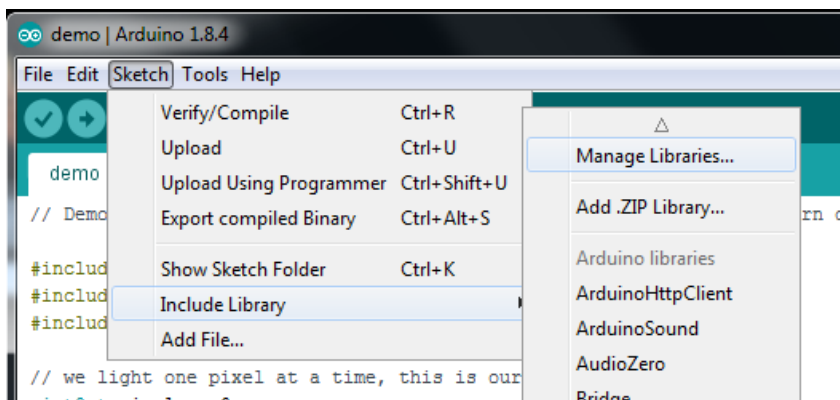 demo | Arduino 1.8.4
File Edit Sketch Tools Help
Verify/Compile Ctrl+R
Upload Ctrl+U
Upload Using Programmer Ctrl+Shift+U
Export compiled Binary Ctrl+Alt+S
Show Sketch Folder Ctrl+K
Include Library
Add File...
△
Manage Libraries...
Add .ZIP Library...
Arduino libraries
ArduinoHttpClient
ArduinoSound
AudioZero
Bridge
demo
// Demo
#includ
#includ
#includ
// we light one pixel at a time, this is our